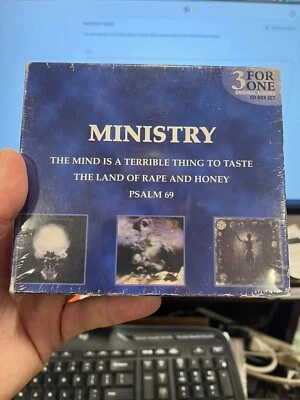 3 FOR
ONE
CD BOX SET
MINISTRY
THE MIND IS A TERRIBLE THING TO TASTE
THE LAND OF RAPE AND HONEY
PSALM 69